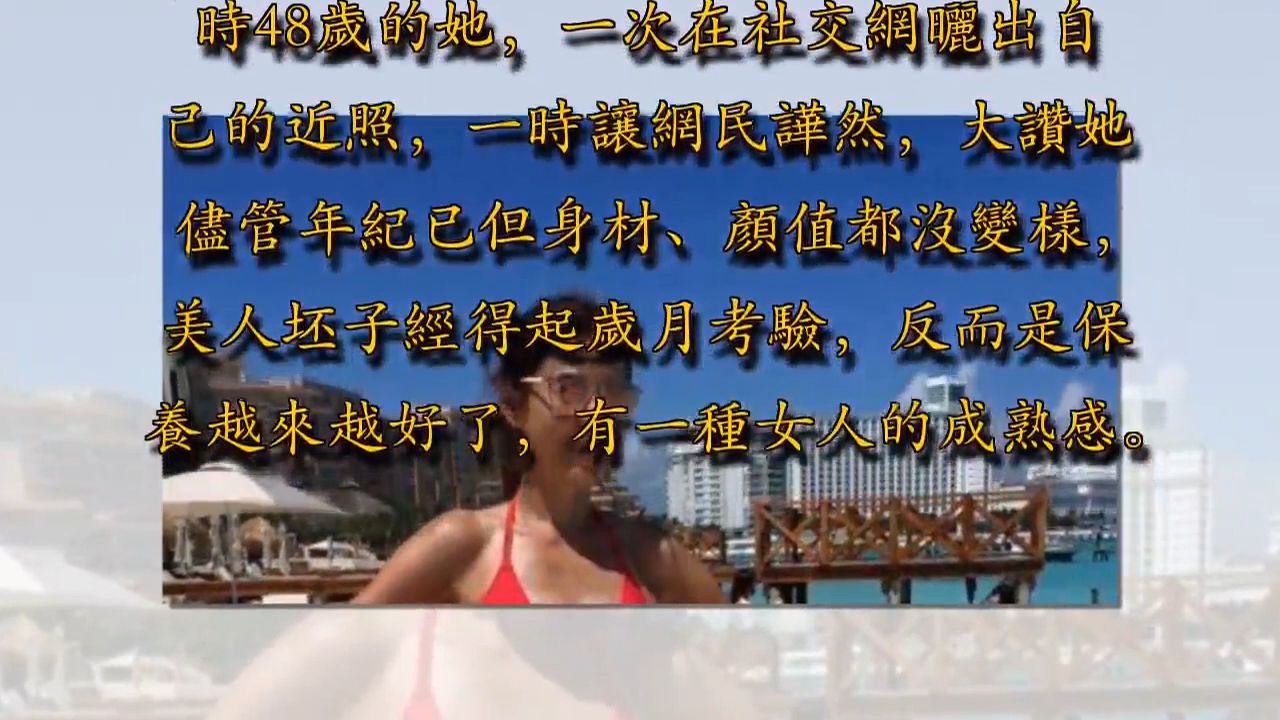 時48歲的她，一次在社交網曬出自
己的近照，一時讓網民譁然，大讚她
儘管年紀已但身材、顏值都沒變樣，
美人坯子經得起歲月考驗，反而是保
養越來越好了，有一種女人的成熟感。